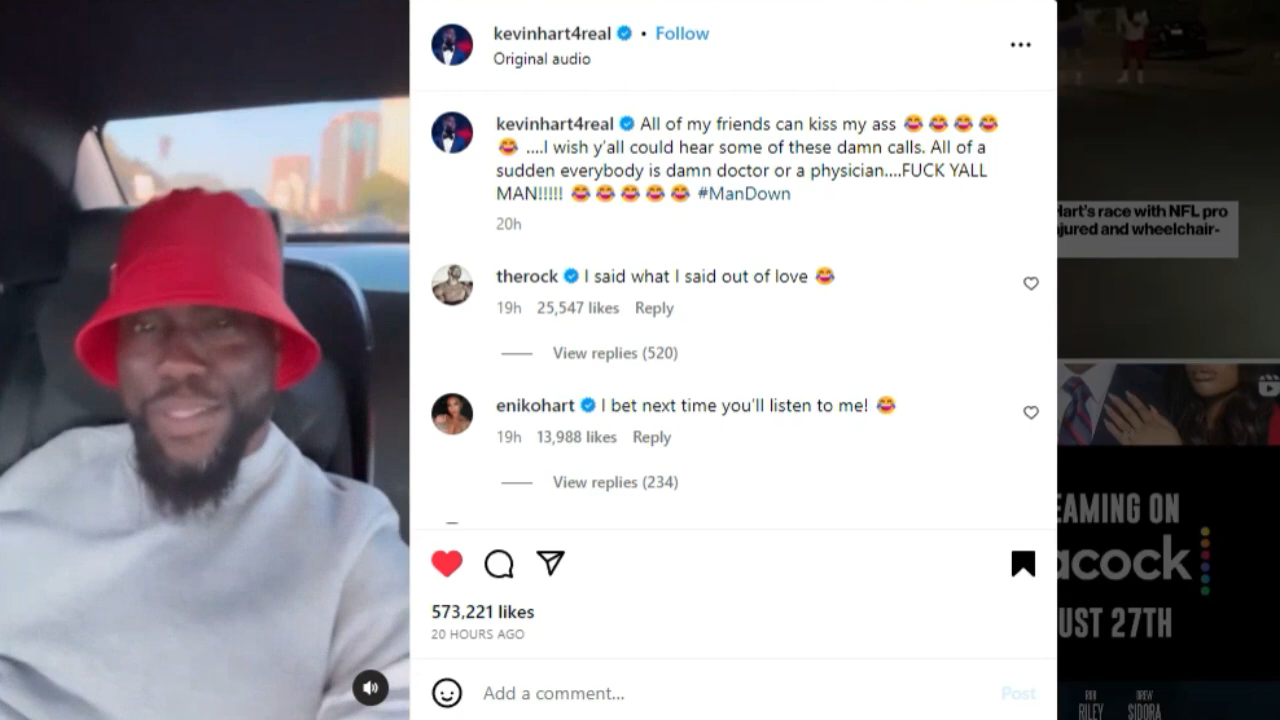 kevinhart4real • Follow
Original audio
kevinhart4real All of my friends can kiss my ass 😂😂😂😂
😂 ....I wish y'all could hear some of these damn calls. All of a
sudden everybody is damn doctor or a physician....FUCK YALL
MAN!!!!! 😂😂😂😂😂 #ManDown
20h
therock I said what I said out of love 😂
19h 25,547 likes Reply
View replies (520)
enikohart I bet next time you'll listen to me! 😂
19h 13,988 likes Reply
View replies (234)
573,221 likes
20 HOURS AGO
Add a comment... Post
Hart's race with NFL pro
jured and wheelchair-
EAMING ON
acock
UST 27TH
RILEY
DREW
SIDORA